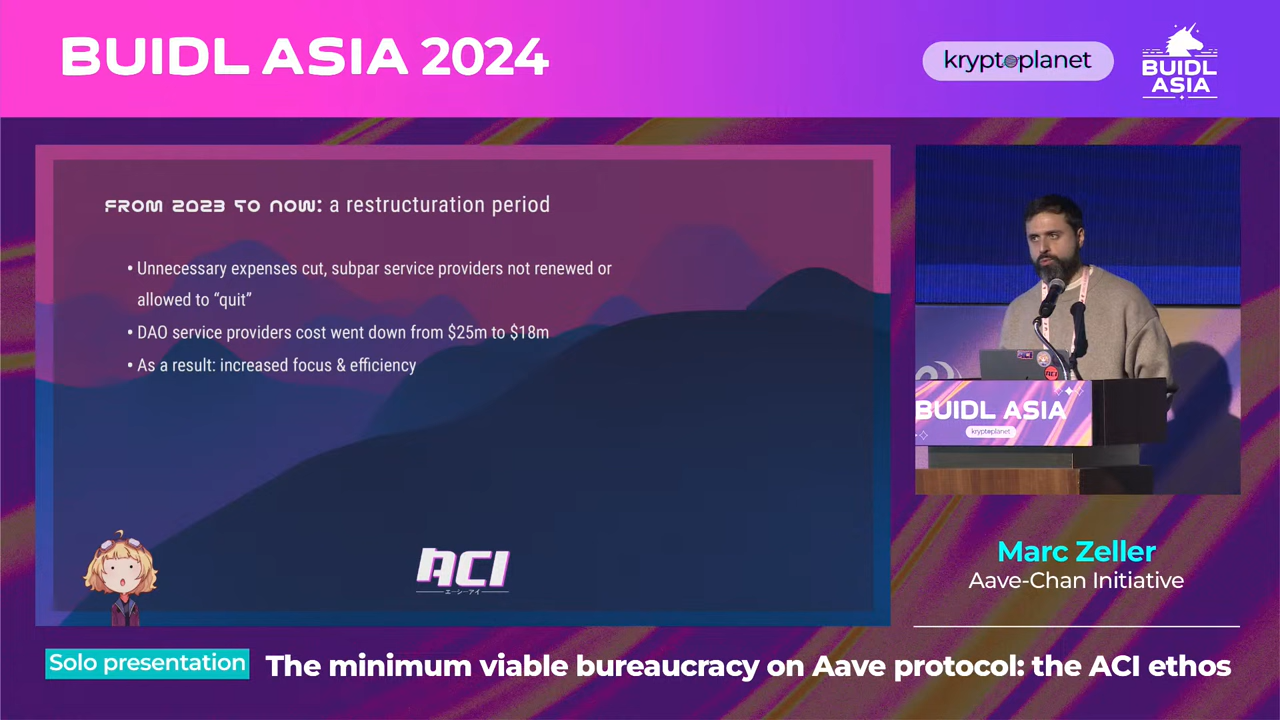 BUIDL ASIA 2024
kryptoplanet
BUIDL
ASIA
FROM 2023 TO NOW: a restructuration period
• Unnecessary expenses cut, subpar service providers not renewed or
allowed to “quit”
• DAO service providers cost went down from $25m to $18m
• As a result: increased focus & efficiency
ACI
エーシーアイ
ACI
BUIDL ASIA
kryptoplanet
Marc Zeller
Aave-Chan Initiative
Solo presentation
The minimum viable bureaucracy on Aave protocol: the ACI ethos